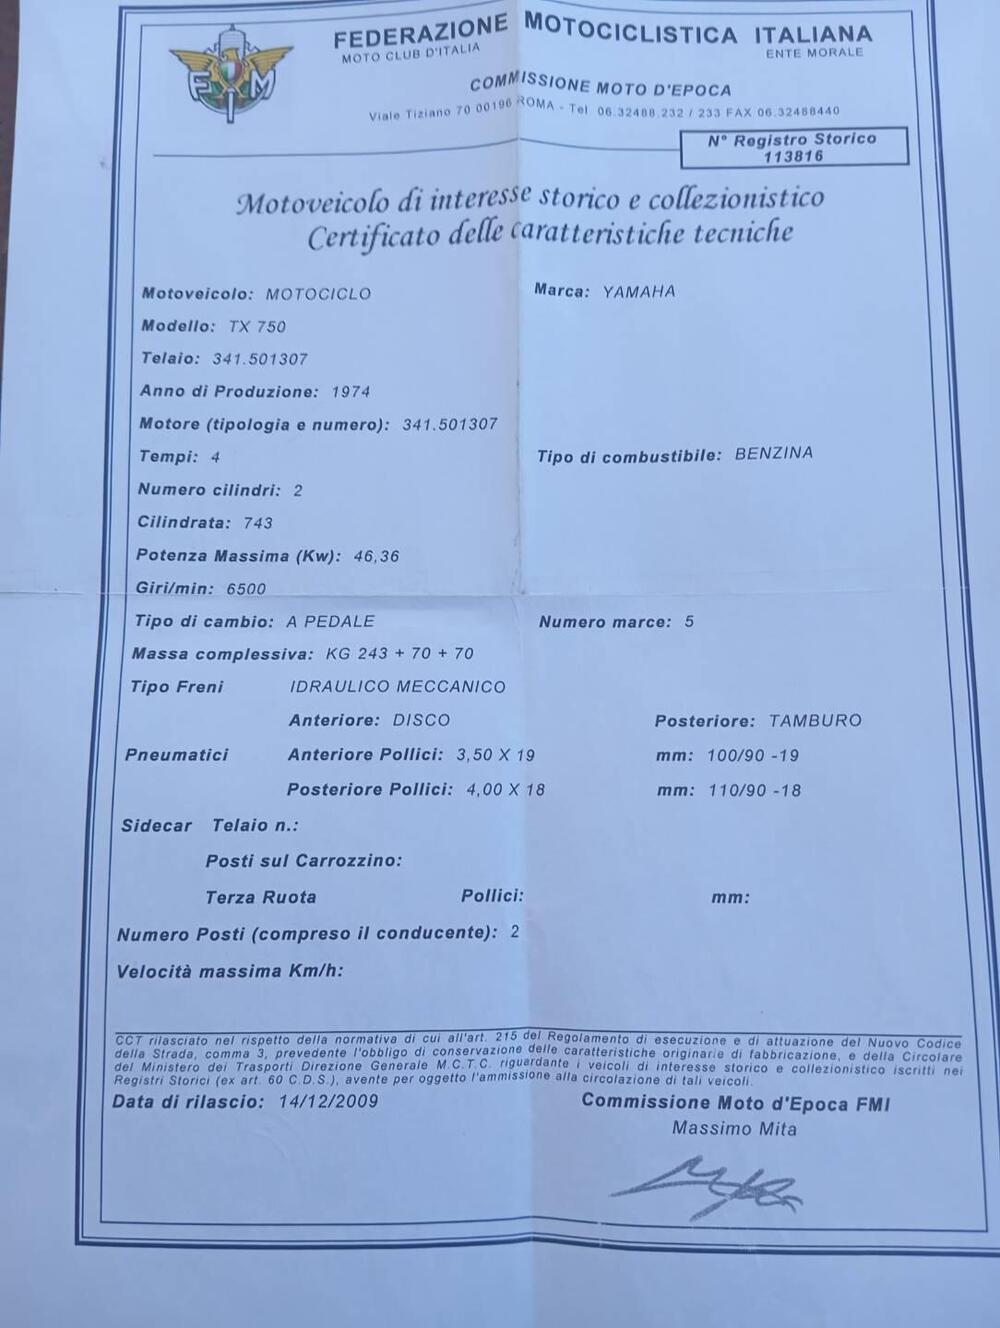 FEDERAZIONE MOTOCICLISTICA ITALIANA
MOTO CLUB D'ITALIA
ENTE MORALE
FMI
COMMISSIONE MOTO D'EPOCA
Viale Tiziano 70 00196 ROMA - Tel 06.32488.232 / 233 FAX 06.32488440
N° Registro Storico
113816
Motoveicolo di interesse storico e collezionistico
Certificato delle caratteristiche tecniche
Motoveicolo: MOTOCICLO Marca: YAMAHA
Modello: TX 750
Telaio: 341.501307
Anno di Produzione: 1974
Motore (tipologia e numero): 341.501307
Tempi: 4 Tipo di combustibile: BENZINA
Numero cilindri: 2
Cilindrata: 743
Potenza Massima (Kw): 46,36
Giri/min: 6500
Tipo di cambio: A PEDALE Numero marce: 5
Massa complessiva: KG 243 + 70 + 70
Tipo Freni IDRAULICO MECCANICO
Anteriore: DISCO Posteriore: TAMBURO
Pneumatici Anteriore Pollici: 3,50 X 19 mm: 100/90 -19
Posteriore Pollici: 4,00 X 18 mm: 110/90 -18
Sidecar Telaio n.:
Posti sul Carrozzino:
Terza Ruota Pollici: mm:
Numero Posti (compreso il conducente): 2
Velocità massima Km/h:
CCT rilasciato nel rispetto della normativa di cui all'art. 215 del Regolamento di esecuzione e di attuazione del Nuovo Codice
della Strada, comma 3, prevedente l'obbligo di conservazione delle caratteristiche originarie di fabbricazione, e della Circolare
del Ministero dei Trasporti Direzione Generale M.C.T.C. riguardante i veicoli di interesse storico e collezionistico iscritti nei
Registri Storici (ex art. 60 C.D.S.), avente per oggetto l'ammissione alla circolazione di tali veicoli.
Data di rilascio: 14/12/2009 Commissione Moto d'Epoca FMI
Massimo Mita